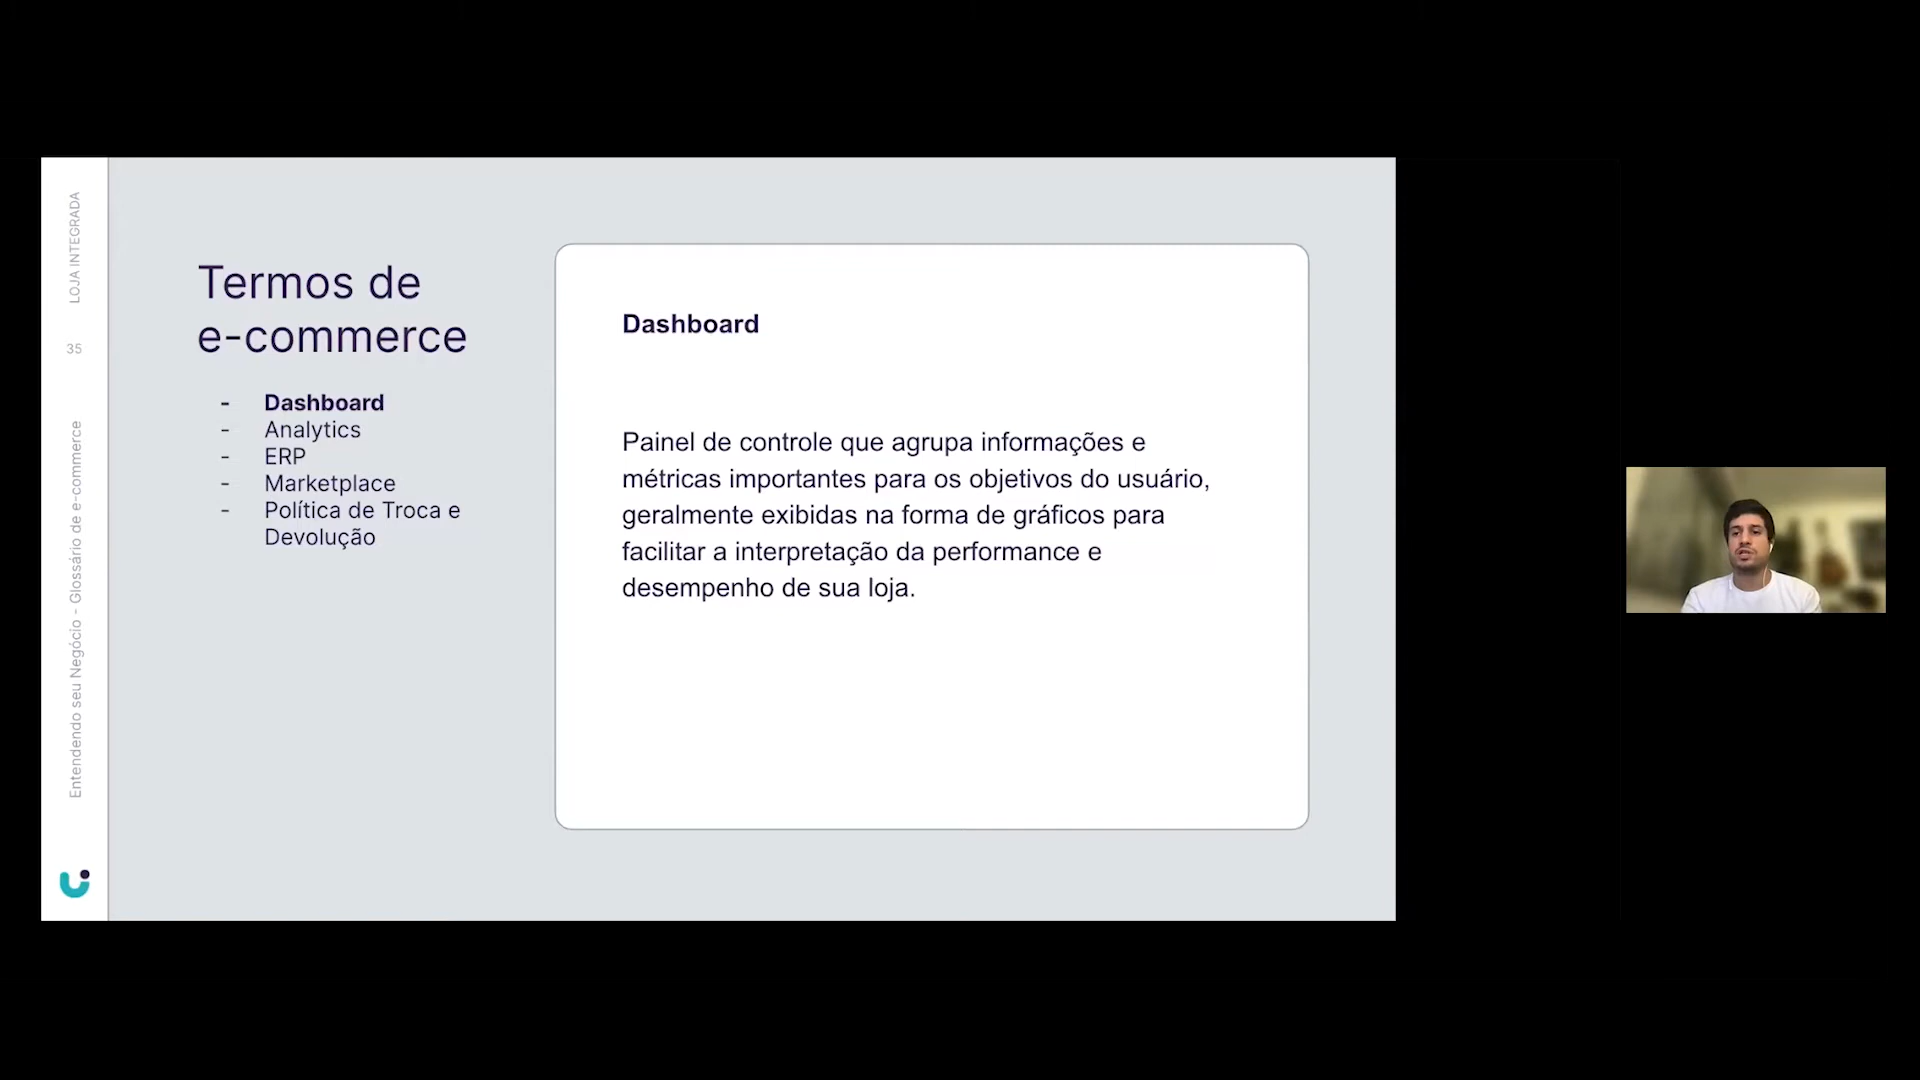 LOJA INTEGRADA
35
Entendendo seu Negócio - Glossário de e-commerce
Termos de
e-commerce
- Dashboard
- Analytics
- ERP
- Marketplace
- Política de Troca e
Devolução
Dashboard
Painel de controle que agrupa informações e
métricas importantes para os objetivos do usuário,
geralmente exibidas na forma de gráficos para
facilitar a interpretação da performance e
desempenho de sua loja.